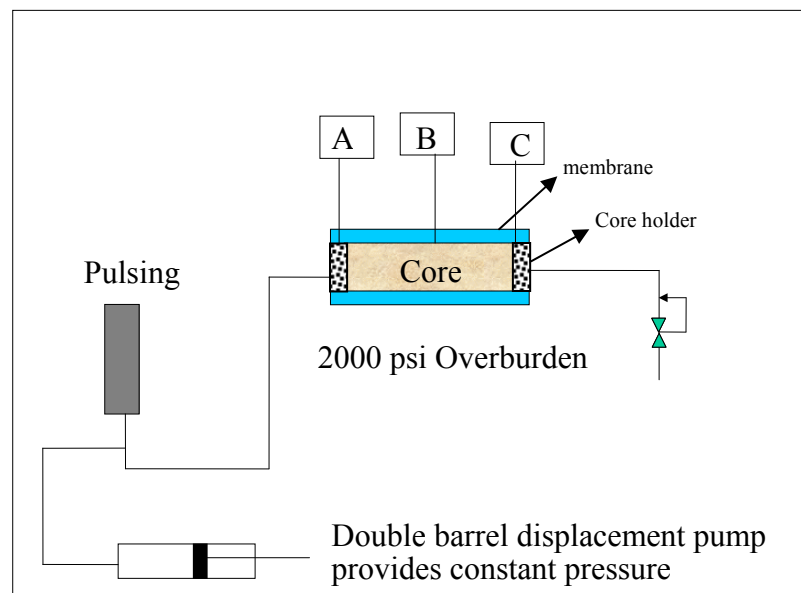 A
B
C
membrane
Core holder
Pulsing
Core
2000 psi Overburden
Double barrel displacement pump
provides constant pressure